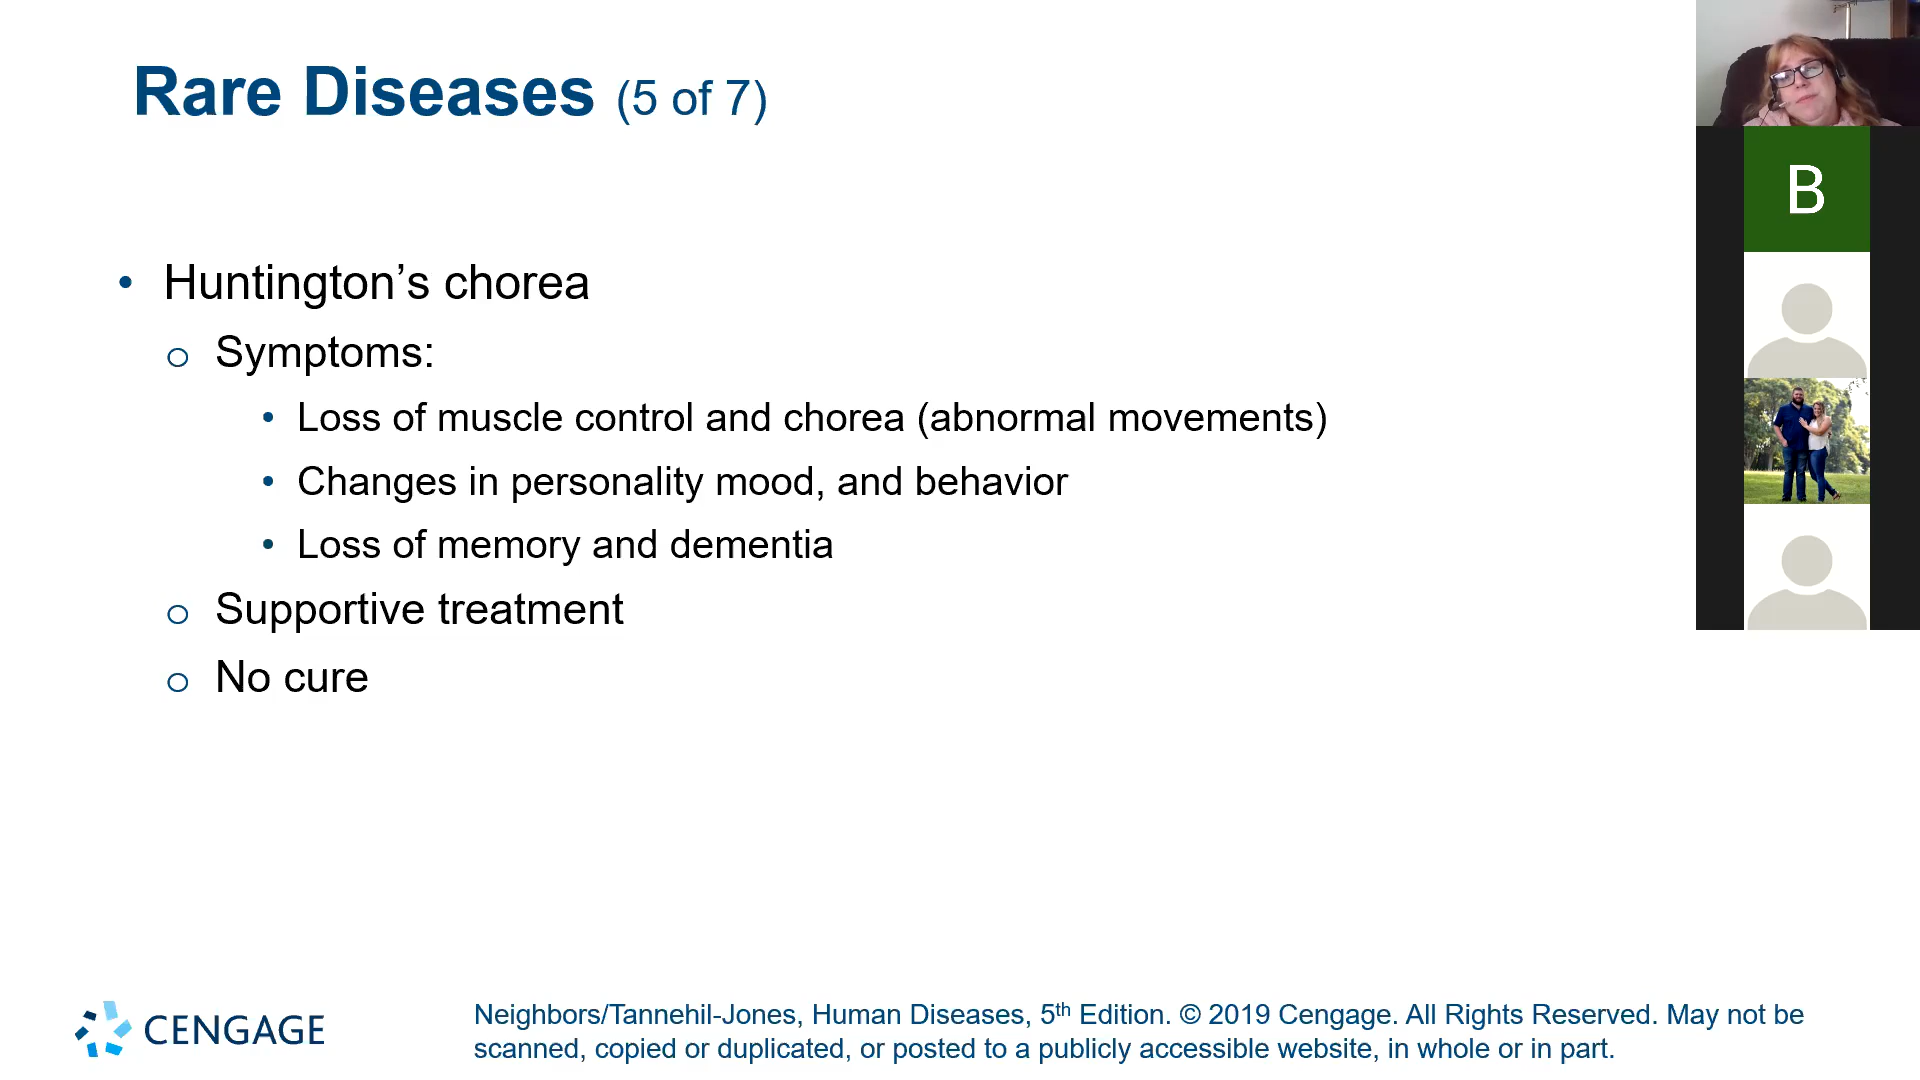 Rare Diseases (5 of 7)
B
• Huntington’s chorea
o Symptoms:
• Loss of muscle control and chorea (abnormal movements)
• Changes in personality mood, and behavior
• Loss of memory and dementia
o Supportive treatment
o No cure
CENGAGE
Neighbors/Tannehil-Jones, Human Diseases, 5th Edition. © 2019 Cengage. All Rights Reserved. May not be
scanned, copied or duplicated, or posted to a publicly accessible website, in whole or in part.